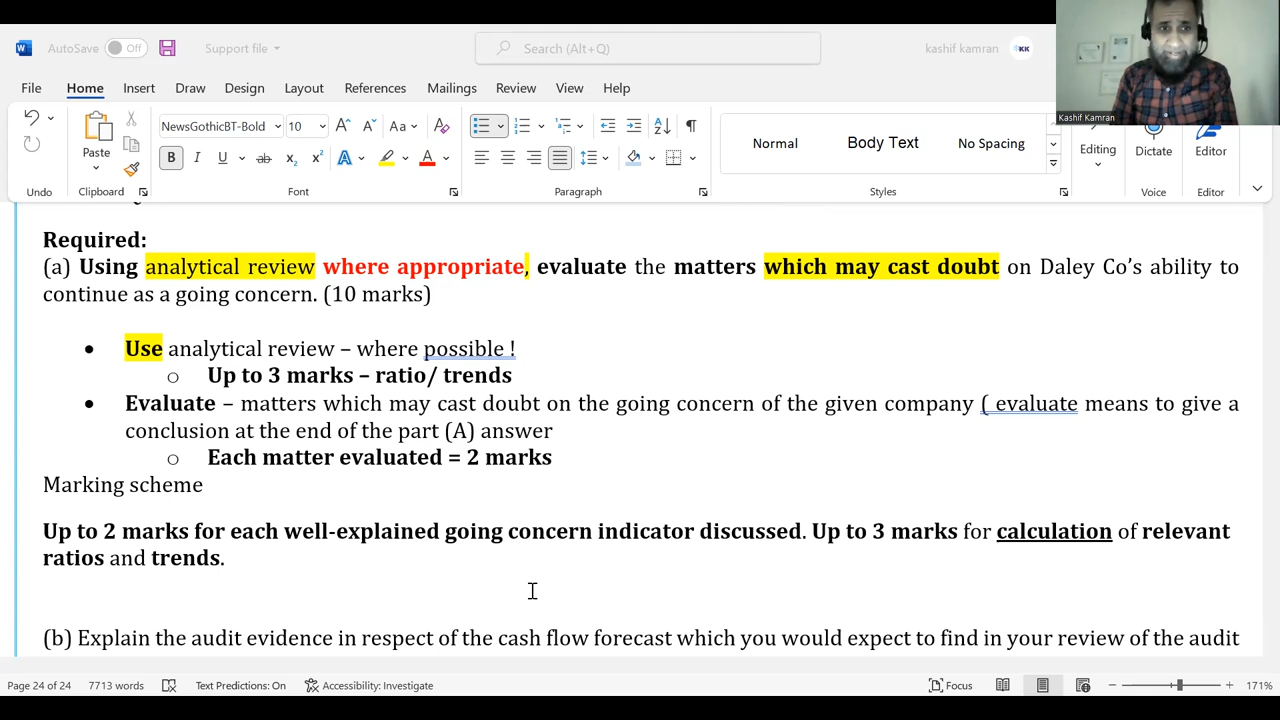 AutoSave Off Support file Search (Alt+Q) kashif kamran KK
Kashif Kamran
File Home Insert Draw Design Layout References Mailings Review View Help
NewsGothicBT-Bold 10 Aa
Paste Normal Body Text No Spacing Editing Dictate Editor
Undo Clipboard Font Paragraph Styles Voice Editor
Required:
(a) Using analytical review where appropriate, evaluate the matters which may cast doubt on Daley Co’s ability to
continue as a going concern. (10 marks)
• Use analytical review – where possible !
o Up to 3 marks – ratio/ trends
• Evaluate – matters which may cast doubt on the going concern of the given company ( evaluate means to give a
conclusion at the end of the part (A) answer
o Each matter evaluated = 2 marks
Marking scheme
Up to 2 marks for each well-explained going concern indicator discussed. Up to 3 marks for calculation of relevant
ratios and trends.
(b) Explain the audit evidence in respect of the cash flow forecast which you would expect to find in your review of the audit
Page 24 of 24 7713 words Text Predictions: On Accessibility: Investigate Focus 171%